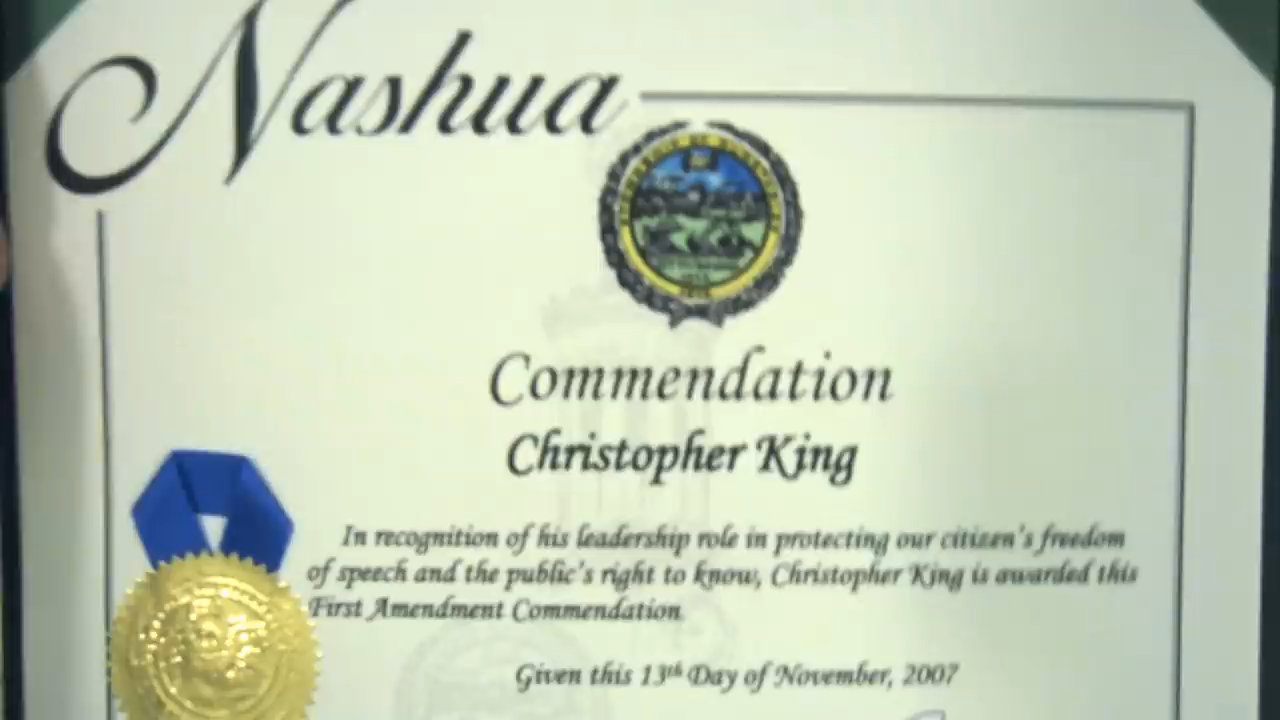 Nashua
Commendation
Christopher King
In recognition of his leadership role in protecting our citizen's freedom
of speech and the public's right to know, Christopher King is awarded this
First Amendment Commendation
Given this 13th Day of November, 2007